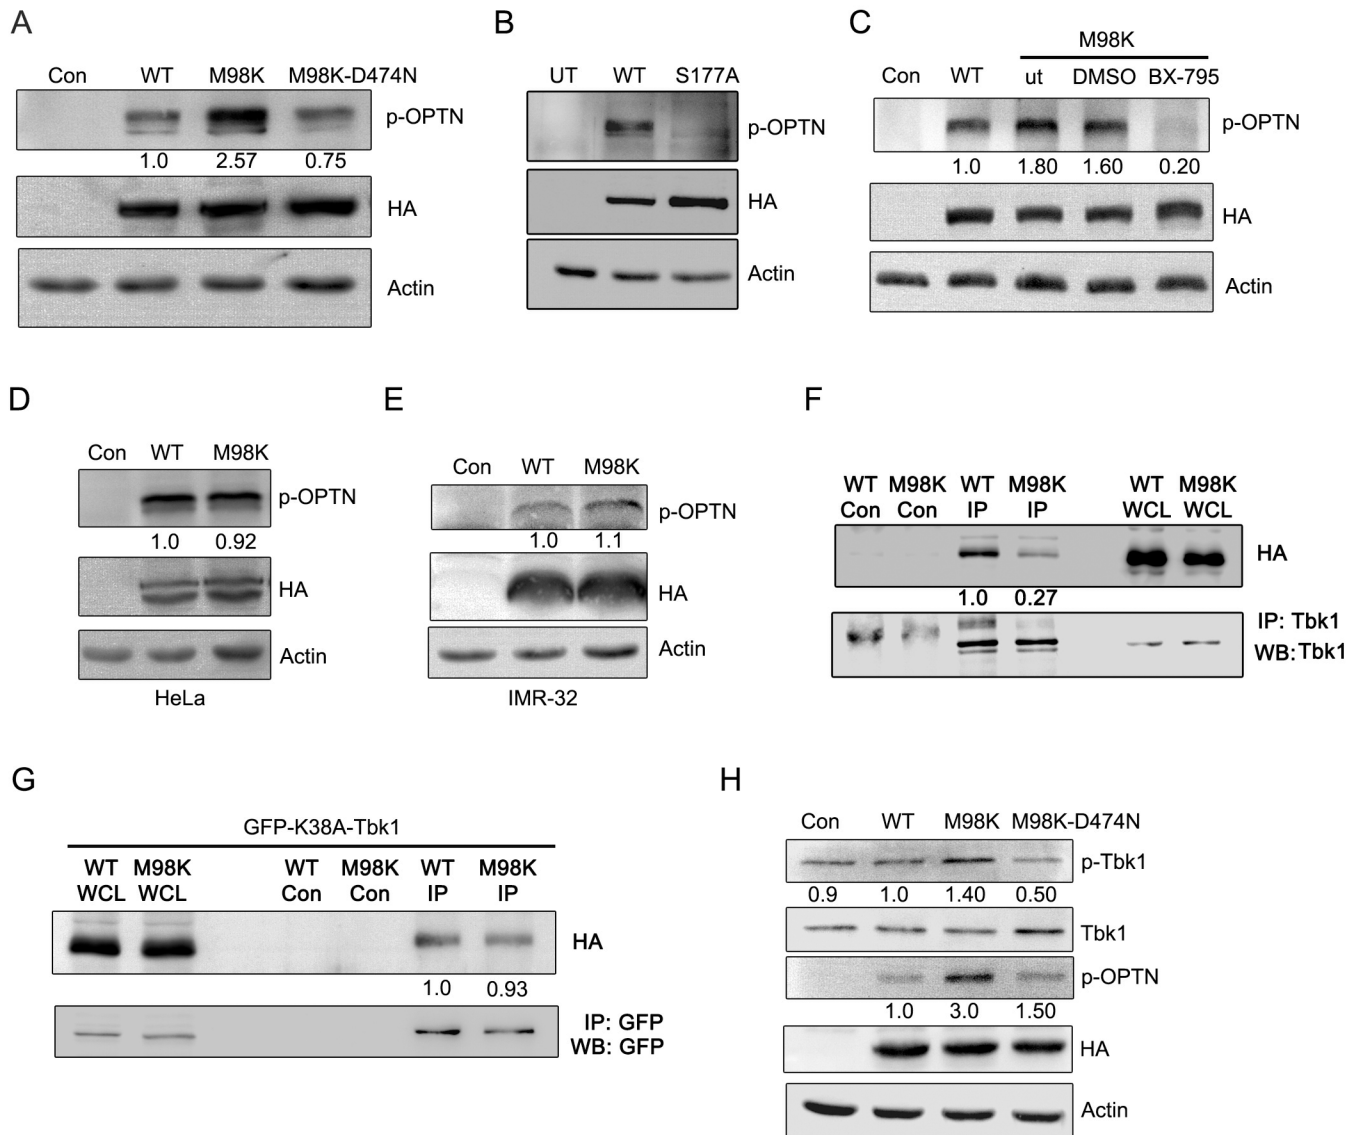 A
Con WT M98K M98K-D474N
p-OPTN
1.0 2.57 0.75
HA
Actin
B
UT WT S177A
p-OPTN
HA
Actin
C
M98K
Con WT ut DMSO BX-795
p-OPTN
1.0 1.80 1.60 0.20
HA
Actin
D
Con WT M98K
p-OPTN
1.0 0.92
HA
Actin
HeLa
E
Con WT M98K
p-OPTN
1.0 1.1
HA
Actin
IMR-32
F
WT M98K WT M98K WT M98K
Con Con IP IP WCL WCL
HA
1.0 0.27
IP: Tbk1
WB:Tbk1
G
GFP-K38A-Tbk1
WT M98K WT M98K WT M98K
WCL WCL Con Con IP IP
HA
1.0 0.93
IP: GFP
WB: GFP
H
Con WT M98K M98K-D474N
p-Tbk1
0.9 1.0 1.40 0.50
Tbk1
p-OPTN
1.0 3.0 1.50
HA
Actin